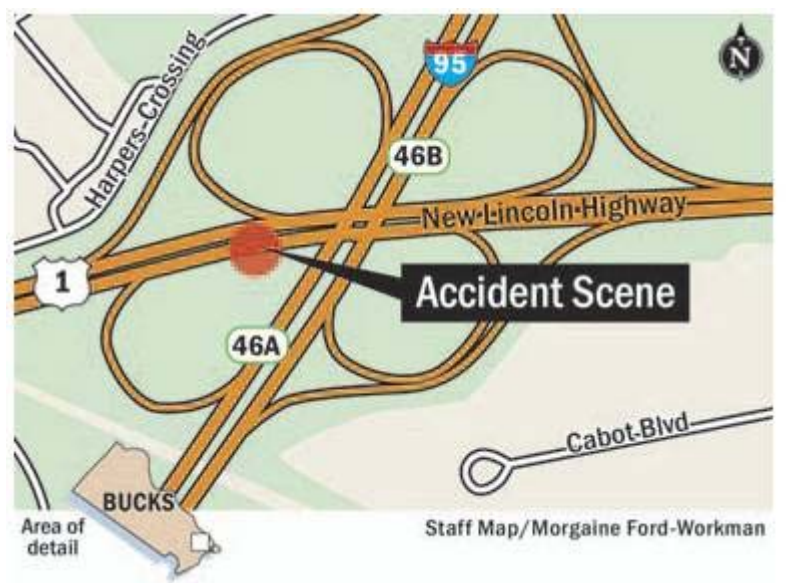 Harpers-Crossing
95
N
46B
New Lincoln Highway
1
Accident Scene
46A
Cabot-Blvd
BUCKS
Area of
detail
Staff Map/Morgaine Ford-Workman